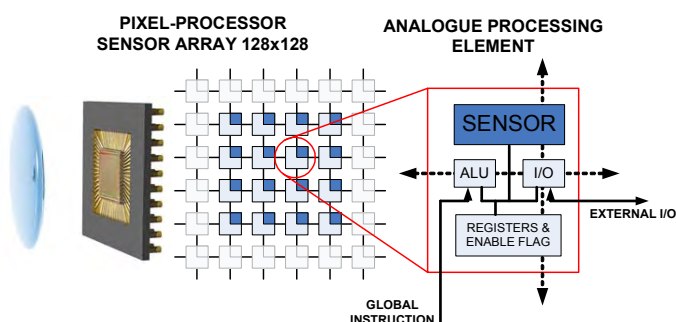 PIXEL-PROCESSOR
SENSOR ARRAY 128x128
ANALOGUE PROCESSING
ELEMENT
SENSOR
ALU
I/O
EXTERNAL I/O
REGISTERS &
ENABLE FLAG
GLOBAL
INSTRUCTION